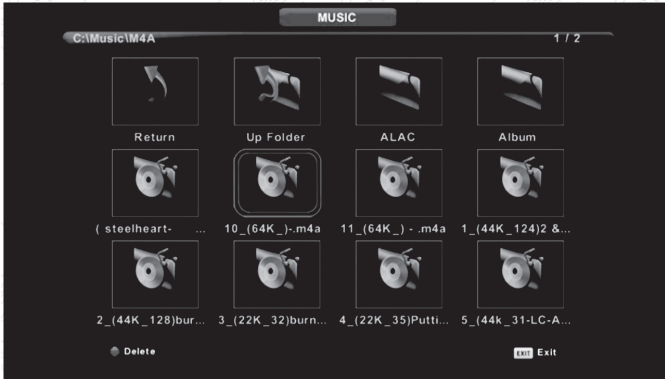 MUSIC
C:\Music\M4A 1 / 2
Return Up Folder ALAC Album
( steelheart- ... 10_(64K_)-.m4a 11_(64K_) - .m4a 1_(44K_124)2 &...
2_(44K_128)bur... 3_(22K_32)burn... 4_(22K_35)Putti... 5_(44k_31-LC-A...
Delete EXIT Exit